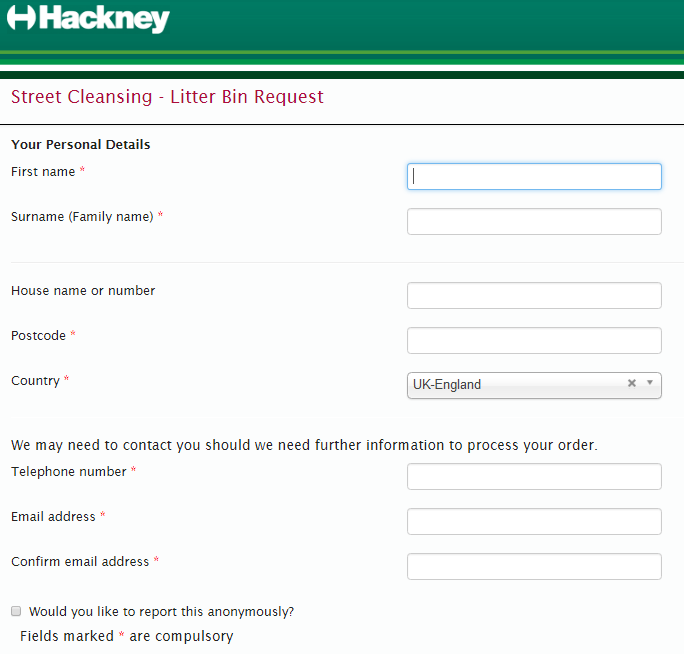 Hackney
Street Cleansing - Litter Bin Request
Your Personal Details
First name *
Surname (Family name) *
House name or number
Postcode *
Country *
UK-England
We may need to contact you should we need further information to process your order.
Telephone number *
Email address *
Confirm email address *
Would you like to report this anonymously?
Fields marked * are compulsory